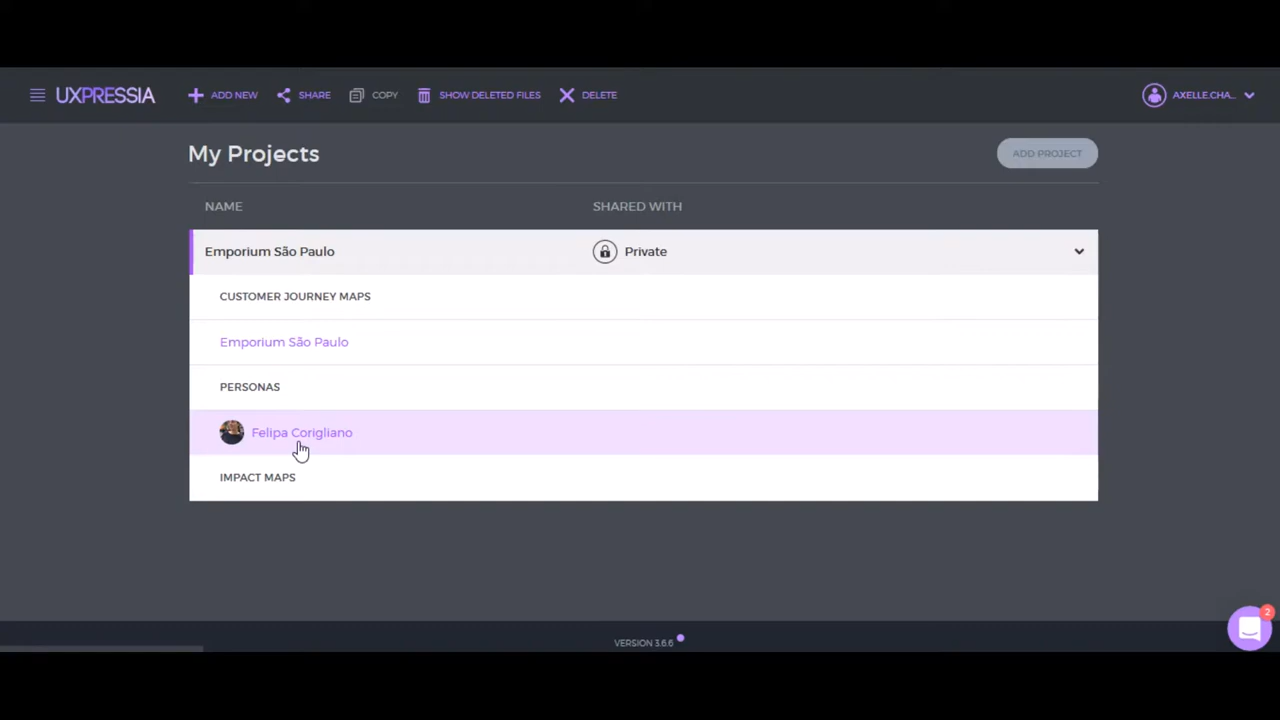 UXPRESSIA ADD NEW SHARE COPY SHOW DELETED FILES DELETE AXELLE.CHA...
My Projects ADD PROJECT
NAME SHARED WITH
Emporium São Paulo Private
CUSTOMER JOURNEY MAPS
Emporium São Paulo
PERSONAS
Felipa Corigliano
IMPACT MAPS
2
VERSION 3.6.6